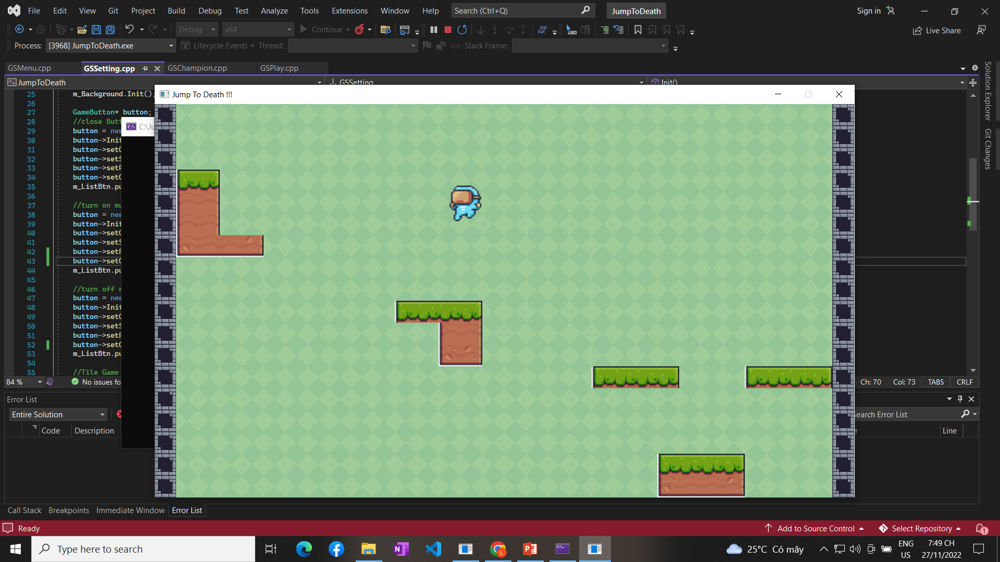 File Edit View Git Project Build Debug Test Analyze Tools Extensions Window Help Search (Ctrl+Q) JumpToDeath Sign in
Debug x64 Continue Live Share
Process: [3968] JumpToDeath.exe Lifecycle Events Thread: Stack Frame:
GSMenu.cpp GSSetting.cpp GSChampion.cpp GSPlay.cpp
JumpToDeath GSSetting Init()
Jump To Death !!!
25 m_Background.Init();
26
27 GameButton* button;
28 //close Butt
29 button = new
30 button->Init
31 button->set
32 button->setS
33 button->set
34 button->set
35 m_ListBtn.pu
36
37 //turn on mu
38 button = new
39 button->Init
40 button->set
41 button->setS
42 button->set
43 button->set
44 m_ListBtn.pu
45
46 //turn off m
47 button = new
48 button->Init
49 button->set
50 button->setS
51 button->set
52 button->set
53 m_ListBtn.pu
54
55 //Tile Game
C:\Ju
Solution Explorer
Git Changes
84 % No issues fo Ch: 70 Col: 73 TABS CRLF
Error List
Entire Solution Search Error List
Code Description Line
Call Stack Breakpoints Immediate Window Error List
Ready Add to Source Control Select Repository 1
Type here to search 25°C Có mây ENG US 7:49 CH 27/11/2022